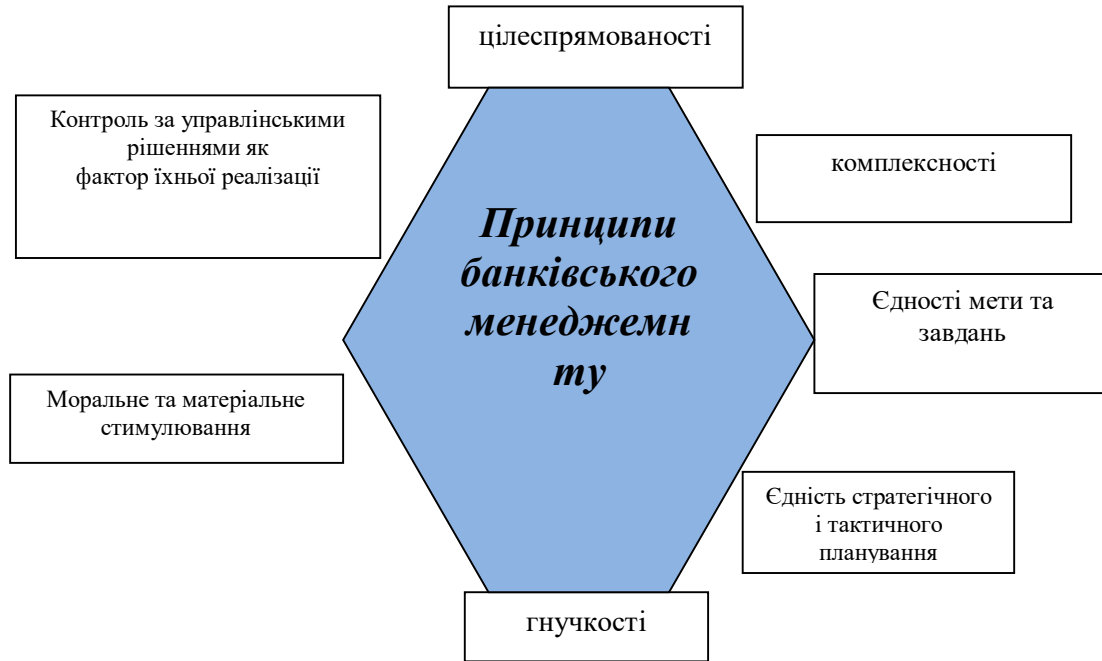 цілеспрямованості
Контроль за управлінськими
рішеннями як
фактор їхньої реалізації
комплексності
Принципи
банківського
менеджемн
ту
Єдності мети та
завдань
Моральне та матеріальне
стимулювання
Єдність стратегічного
і тактичного
планування
гнучкості